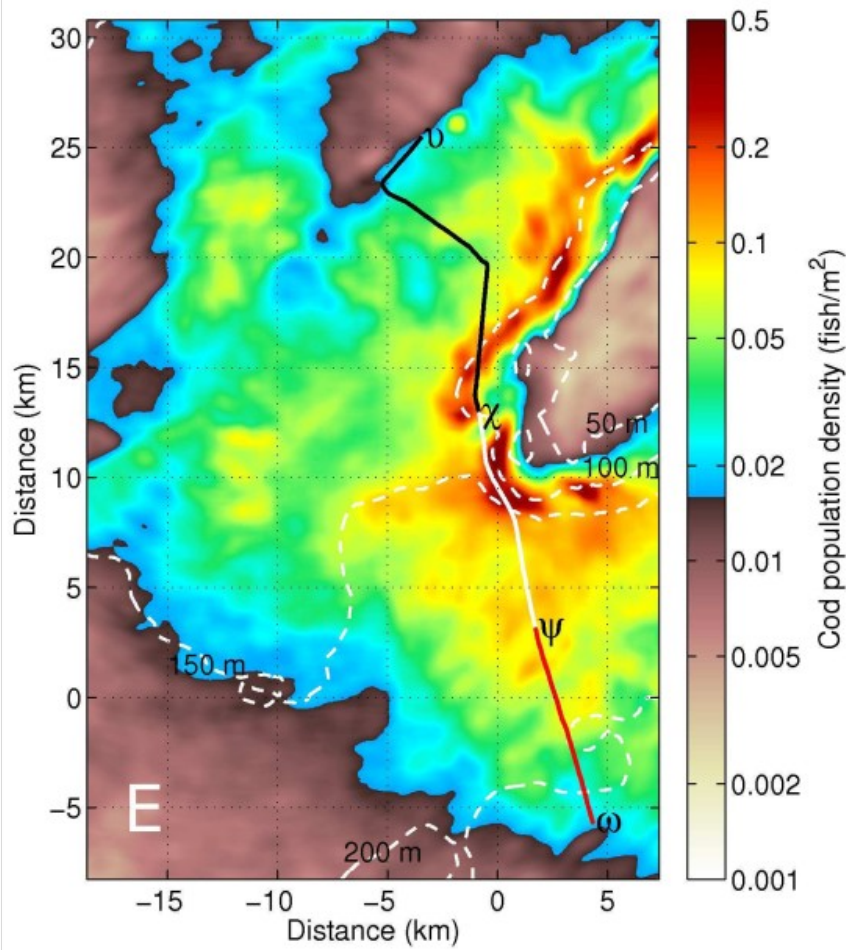 30
25
20
15
10
5
0
−5
−15
−10
−5
0
5
Distance (km)
Distance (km)
υ
χ
ψ
ω
50 m
100 m
150 m
200 m
E
0.5
0.2
0.1
0.05
0.02
0.01
0.005
0.002
0.001
Cod population density (fish/m²)